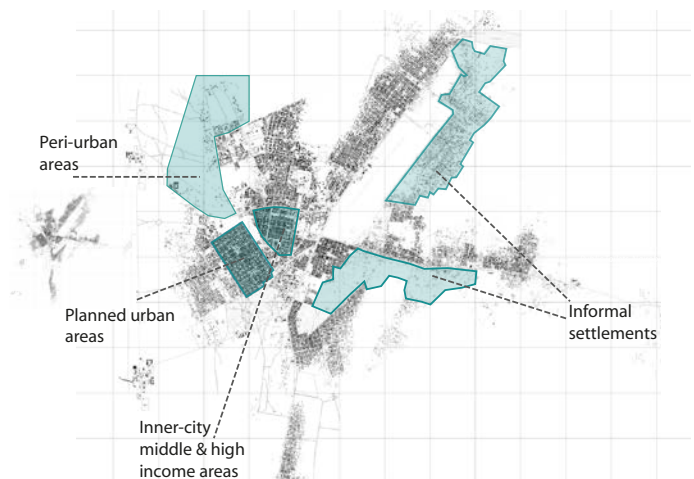 Peri-urban
areas
Planned urban
areas
Inner-city
middle & high
income areas
Informal
settlements